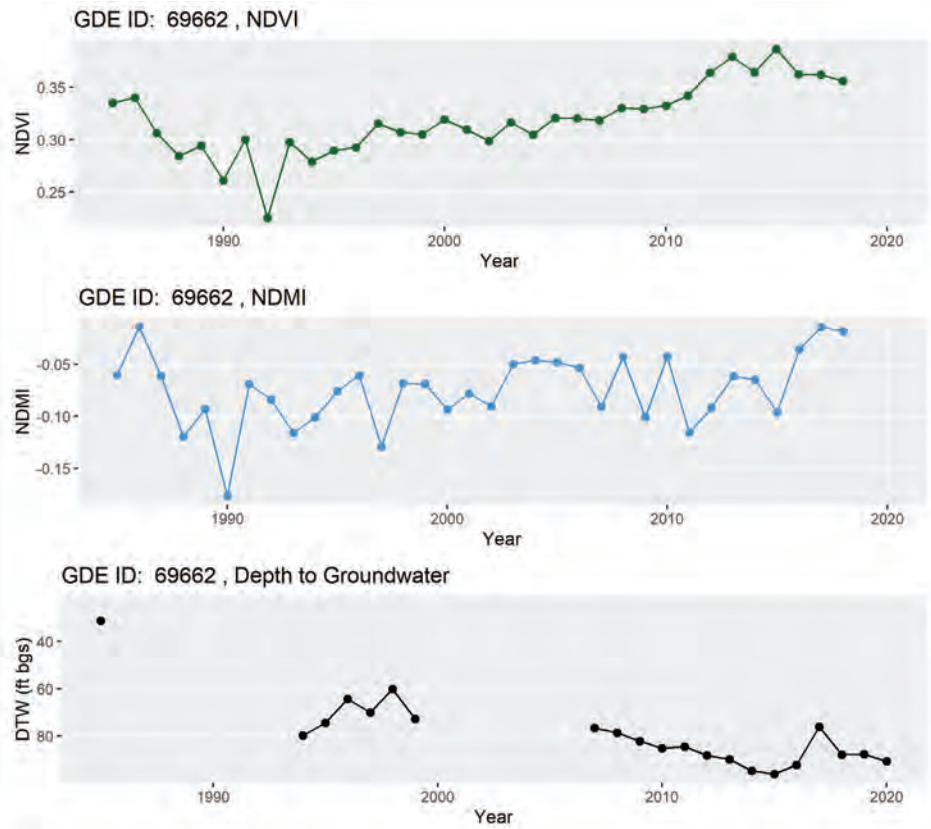 GDE ID: 69662 , NDVI
NDVI
0.35
0.30
0.25
1990 2000 2010 2020
Year
GDE ID: 69662 , NDMI
NDMI
-0.05
-0.10
-0.15
1990 2000 2010 2020
Year
GDE ID: 69662 , Depth to Groundwater
DTW (ft bgs)
40
60
80
1990 2000 2010 2020
Year